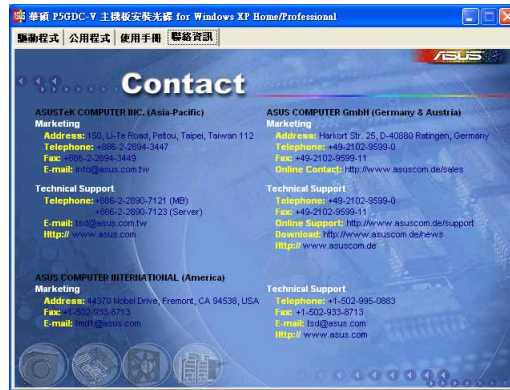 華碩 P5GDC-V 主機板安裝光碟 for Windows XP Home/Professional
驅動程式 公用程式 使用手冊 聯絡資訊
ASUS
Contact
ASUSTeK COMPUTER INC. (Asia-Pacific)
Marketing
Address: 150, Li-Te Road, Peitou, Taipei, Taiwan 112
Telephone: +886-2-2894-3447
Fax: +886-2-2894-3449
E-mail: info@asus.com.tw
Technical Support
Telephone: +886-2-2890-7121 (MB)
+886-2-2890-7123 (Server)
E-mail: tsd@asus.com.tw
Http:// www.asus.com
ASUS COMPUTER INTERNATIONAL (America)
Marketing
Address: 44370 Nobel Drive, Fremont, CA 94538, USA
Fax: +1-502-933-8713
E-mail: tmd1@asus.com
ASUS COMPUTER GmbH (Germany & Austria)
Marketing
Address: Harkort Str. 25, D-40880 Ratingen, Germany
Telephone: +49-2102-9599-0
Fax: +49-2102-9599-11
Online Contact: http://www.asuscom.de/sales
Technical Support
Telephone: +49-2102-9599-0
Fax: +49-2102-9599-11
Online Support: http://www.asuscom.de/support
Download: http://www.asuscom.de/news
Http:// www.asuscom.de
Technical Support
Telephone: +1-502-995-0883
Fax: +1-502-933-8713
E-mail: tsd@asus.com
Http:// www.asus.com